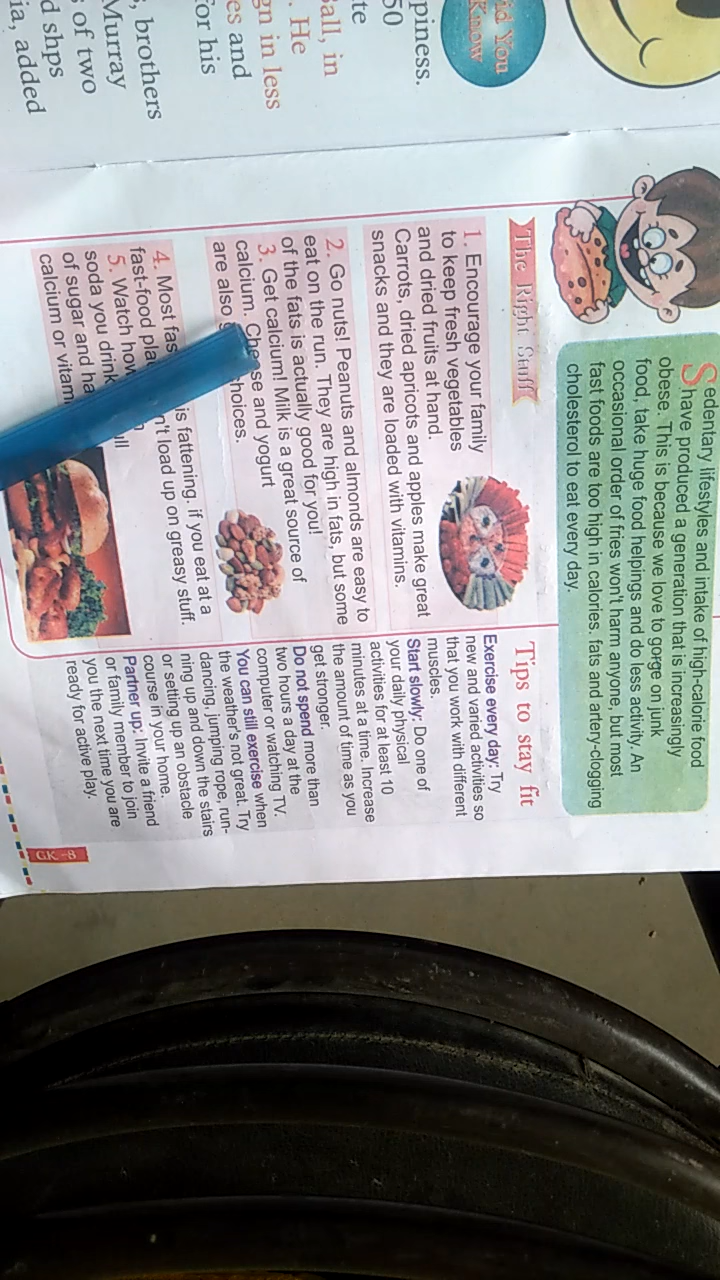 id You
Know
piness.
50
te
Ball, in
. He
gn in less
es and
for his
, brothers
Murray
s of two
d shps
ia, added
Sedentary lifestyles and intake of high-calorie food
have produced a generation that is increasingly
obese. This is because we love to gorge on junk
food, take huge food helpings and do less activity. An
occasional order of fries won't harm anyone, but most
fast foods are too high in calories. fats and artery-clogging
cholesterol to eat every day.
The Right Stuff
1. Encourage your family
to keep fresh vegetables
and dried fruits at hand.
Carrots, dried apricots and apples make great
snacks and they are loaded with vitamins.
2. Go nuts! Peanuts and almonds are easy to
eat on the run. They are high in fats, but some
of the fats is actually good for you!
3. Get calcium! Milk is a great source of
calcium. Cheese and yogurt
are also choices.
4. Most fas is fattening. if you eat at a
fast-food pla n't load up on greasy stuff.
5. Watch how ull
soda you drink
of sugar and ha
calcium or vitam
Tips to stay fit
Exercise every day: Try
new and varied activities so
that you work with different
muscles.
Start slowly: Do one of
your daily physical
activities for at least 10
minutes at a time. Increase
the amount of time as you
get stronger.
Do not spend more than
two hours a day at the
computer or watching TV.
You can still exercise when
the weather's not great. Try
dancing, jumping rope, run-
ning up and down the stairs
or setting up an obstacle
course in your home.
Partner up: Invite a friend
or family member to join
you the next time you are
ready for active play.
GK-8